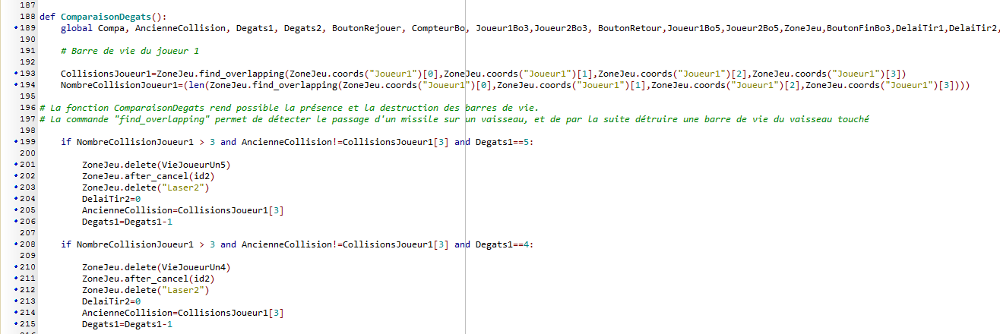 187
188 def ComparaisonDegats():
189 global Compa, AncienneCollision, Degats1, Degats2, BoutonRejouer, CompteurBo, Joueur1Bo3,Joueur2Bo3, BoutonRetour,Joueur1Bo5,Joueur2Bo5,ZoneJeu,BoutonFinBo3,DelaiTir1,DelaiTir2,
190
191 # Barre de vie du joueur 1
192
193 CollisionsJoueur1=ZoneJeu.find_overlapping(ZoneJeu.coords("Joueur1")[0],ZoneJeu.coords("Joueur1")[1],ZoneJeu.coords("Joueur1")[2],ZoneJeu.coords("Joueur1")[3])
194 NombreCollisionJoueur1=(len(ZoneJeu.find_overlapping(ZoneJeu.coords("Joueur1")[0],ZoneJeu.coords("Joueur1")[1],ZoneJeu.coords("Joueur1")[2],ZoneJeu.coords("Joueur1")[3])))
195
196 # La fonction ComparaisonDegats rend possible la présence et la destruction des barres de vie.
197 # La commande "find_overlapping" permet de détecter le passage d'un missile sur un vaisseau, et de par la suite détruire une barre de vie du vaisseau touché
198
199 if NombreCollisionJoueur1 > 3 and AncienneCollision!=CollisionsJoueur1[3] and Degats1==5:
200
201 ZoneJeu.delete(VieJoueurUn5)
202 ZoneJeu.after_cancel(id2)
203 ZoneJeu.delete("Laser2")
204 DelaiTir2=0
205 AncienneCollision=CollisionsJoueur1[3]
206 Degats1=Degats1-1
207
208 if NombreCollisionJoueur1 > 3 and AncienneCollision!=CollisionsJoueur1[3] and Degats1==4:
209
210 ZoneJeu.delete(VieJoueurUn4)
211 ZoneJeu.after_cancel(id2)
212 ZoneJeu.delete("Laser2")
213 DelaiTir2=0
214 AncienneCollision=CollisionsJoueur1[3]
215 Degats1=Degats1-1